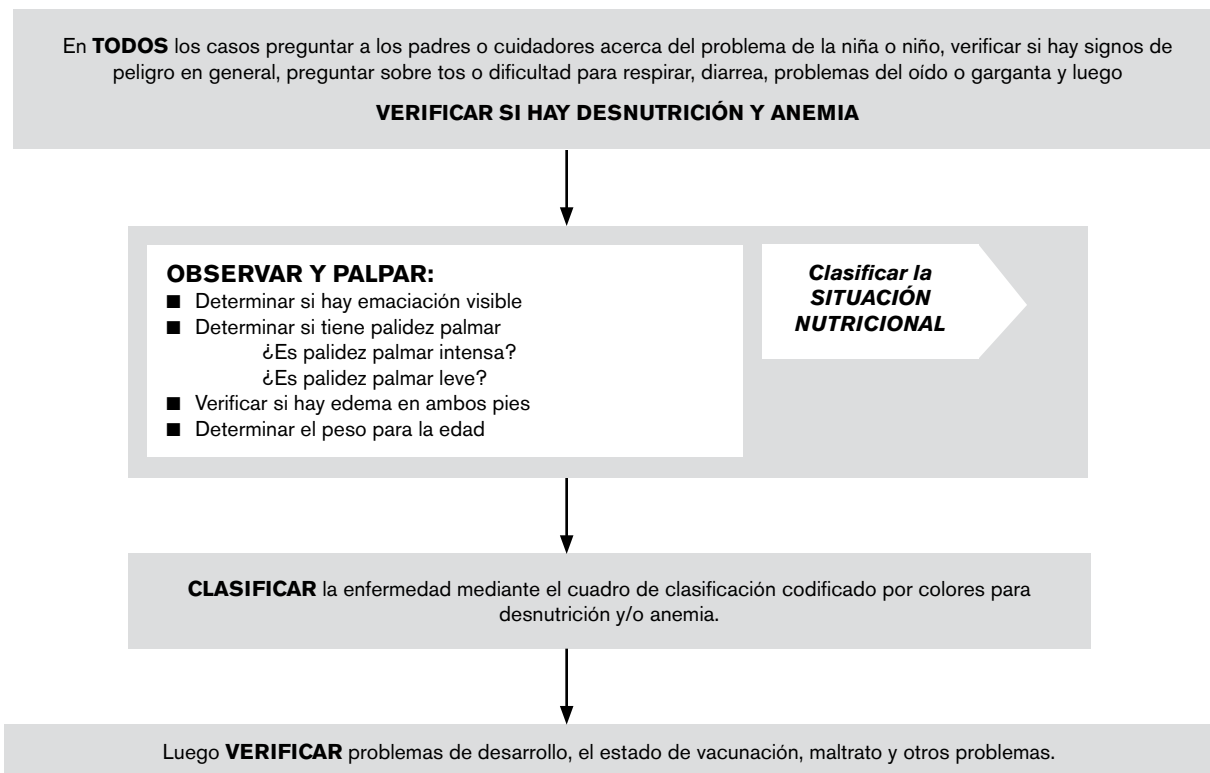 En TODOS los casos preguntar a los padres o cuidadores acerca del problema de la niña o niño, verificar si hay signos de
peligro en general, preguntar sobre tos o dificultad para respirar, diarrea, problemas del oído o garganta y luego
VERIFICAR SI HAY DESNUTRICIÓN Y ANEMIA
OBSERVAR Y PALPAR:
■ Determinar si hay emaciación visible
■ Determinar si tiene palidez palmar
¿Es palidez palmar intensa?
¿Es palidez palmar leve?
■ Verificar si hay edema en ambos pies
■ Determinar el peso para la edad
Clasificar la
SITUACIÓN
NUTRICIONAL
CLASIFICAR la enfermedad mediante el cuadro de clasificación codificado por colores para
desnutrición y/o anemia.
Luego VERIFICAR problemas de desarrollo, el estado de vacunación, maltrato y otros problemas.